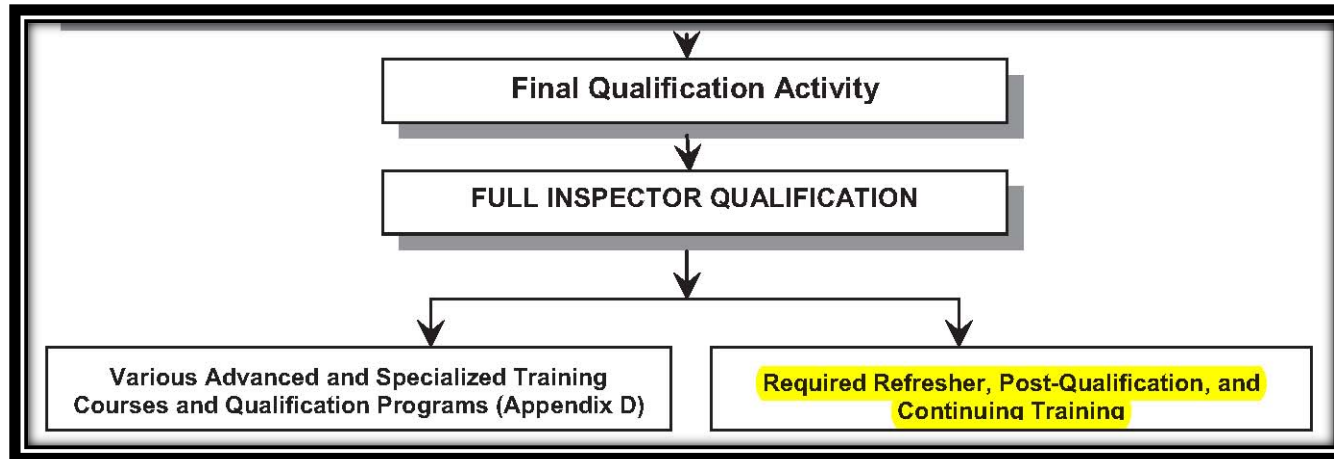 Final Qualification Activity
FULL INSPECTOR QUALIFICATION
Various Advanced and Specialized Training
Courses and Qualification Programs (Appendix D)
Required Refresher, Post-Qualification, and
Continuing Training